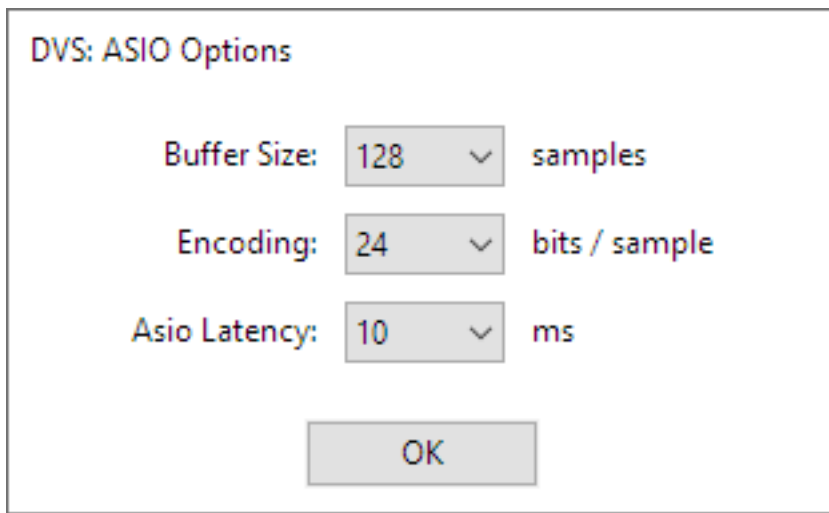 DVS: ASIO Options
Buffer Size: 128 samples
Encoding: 24 bits / sample
Asio Latency: 10 ms
OK